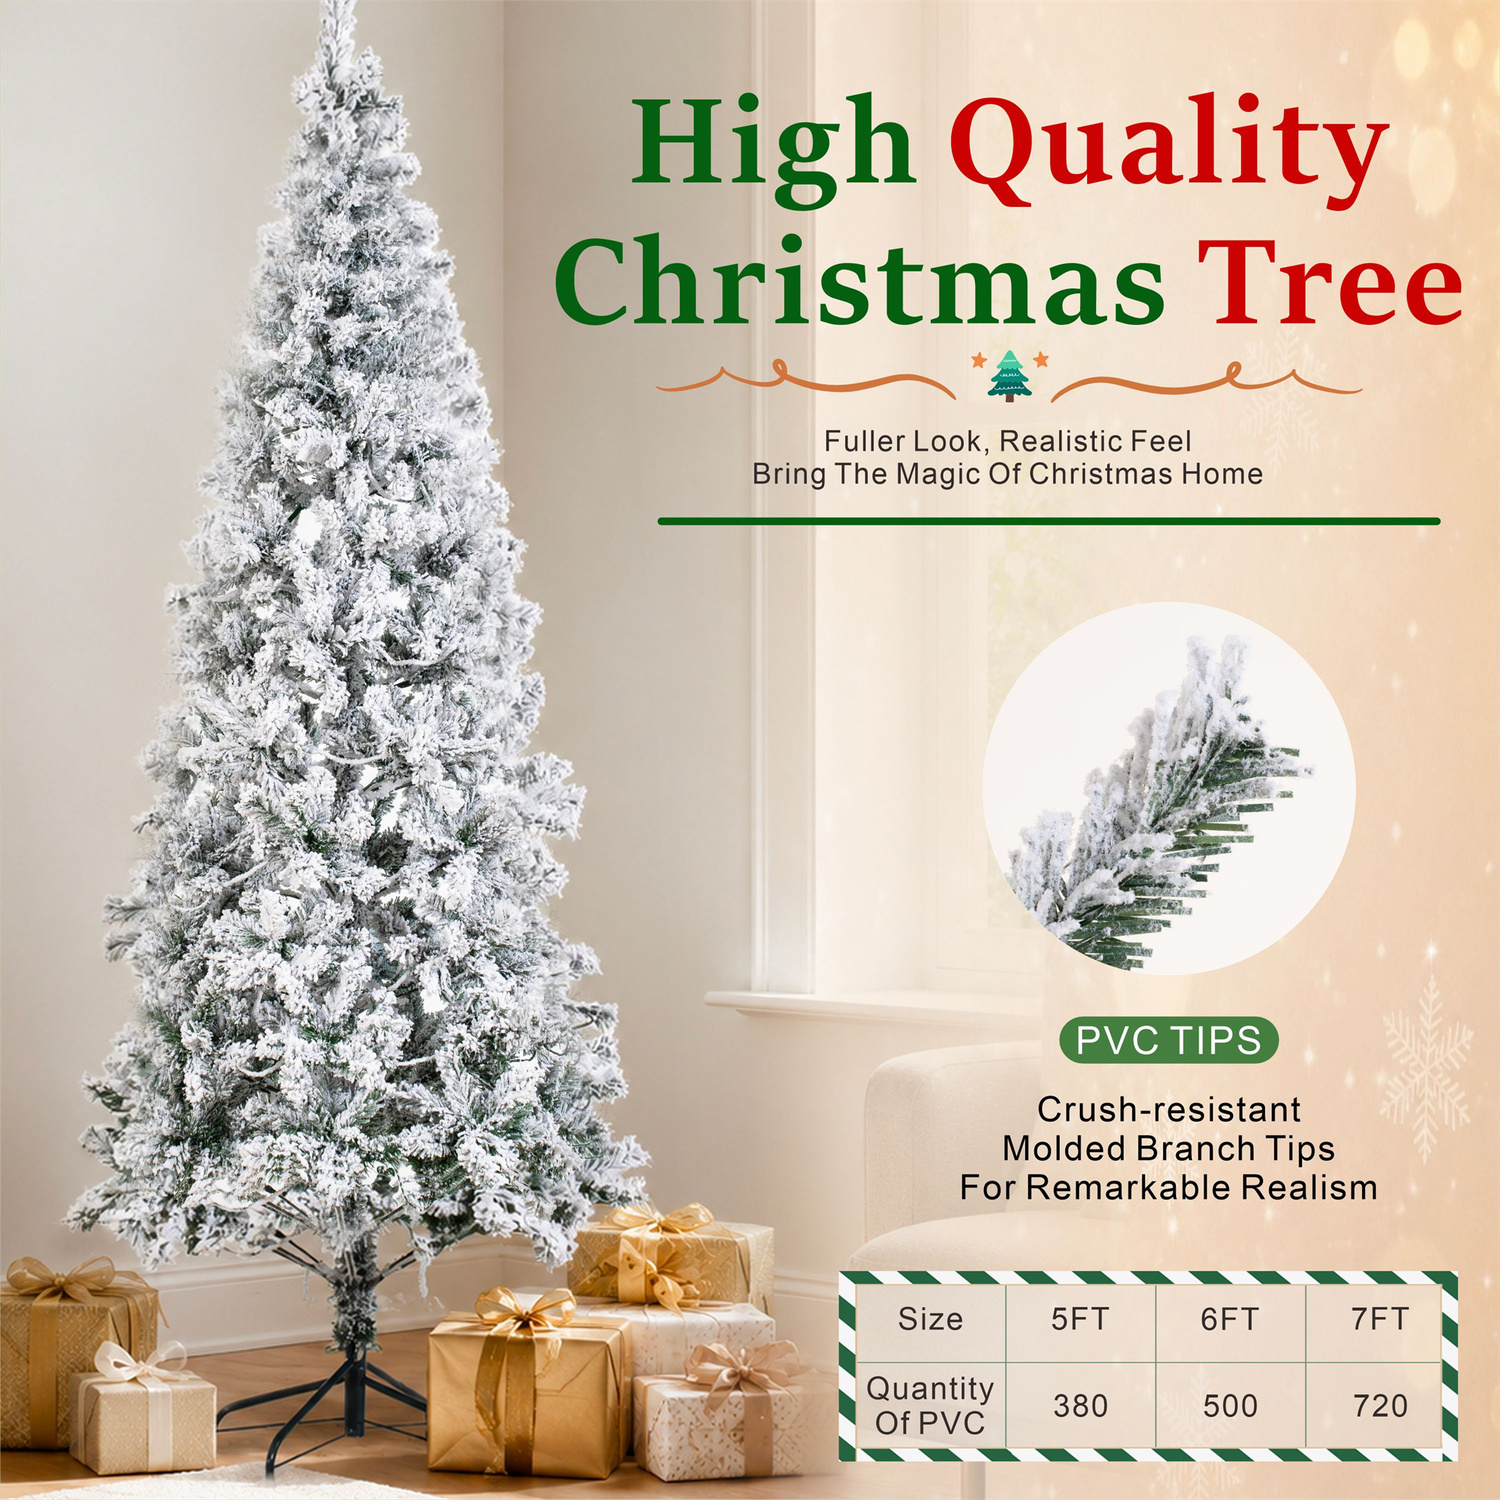 High Quality
Christmas Tree
Fuller Look, Realistic Feel
Bring The Magic Of Christmas Home
PVC TIPS
Crush-resistant
Molded Branch Tips
For Remarkable Realism
Size 5FT 6FT 7FT
Quantity
Of PVC 380 500 720